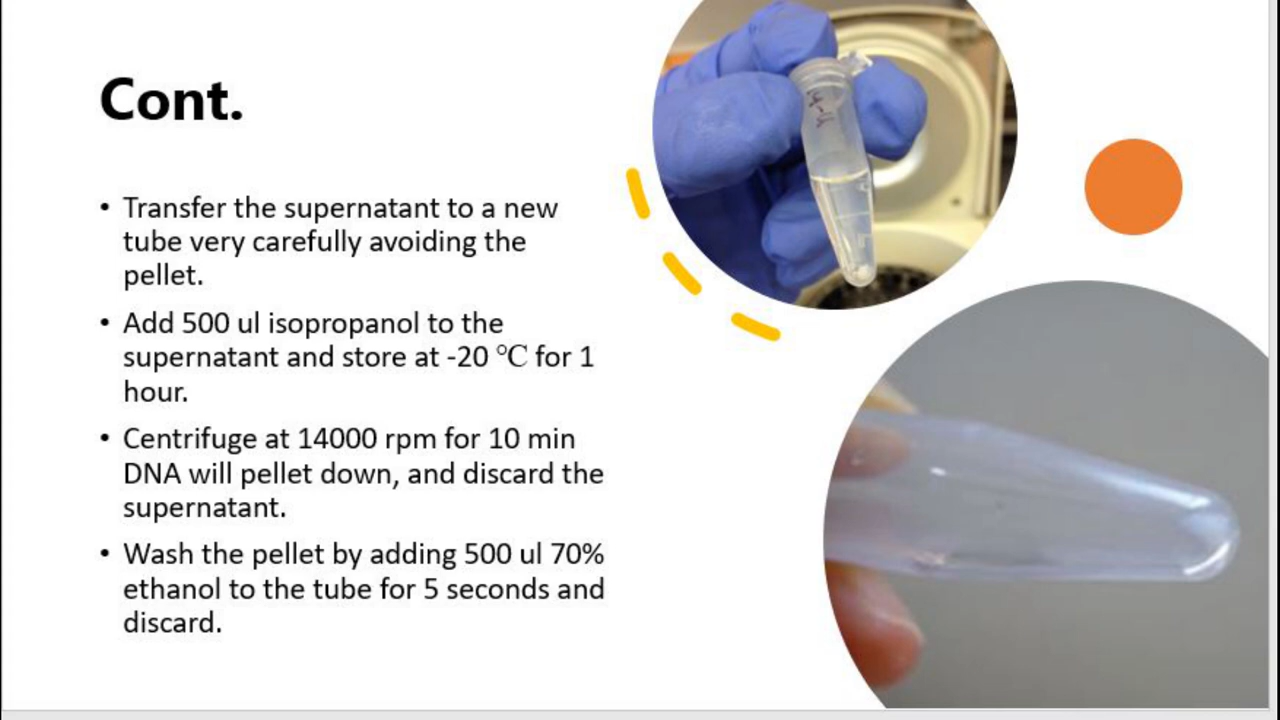 Cont.
• Transfer the supernatant to a new
tube very carefully avoiding the
pellet.
• Add 500 ul isopropanol to the
supernatant and store at -20 ℃ for 1
hour.
• Centrifuge at 14000 rpm for 10 min
DNA will pellet down, and discard the
supernatant.
• Wash the pellet by adding 500 ul 70%
ethanol to the tube for 5 seconds and
discard.